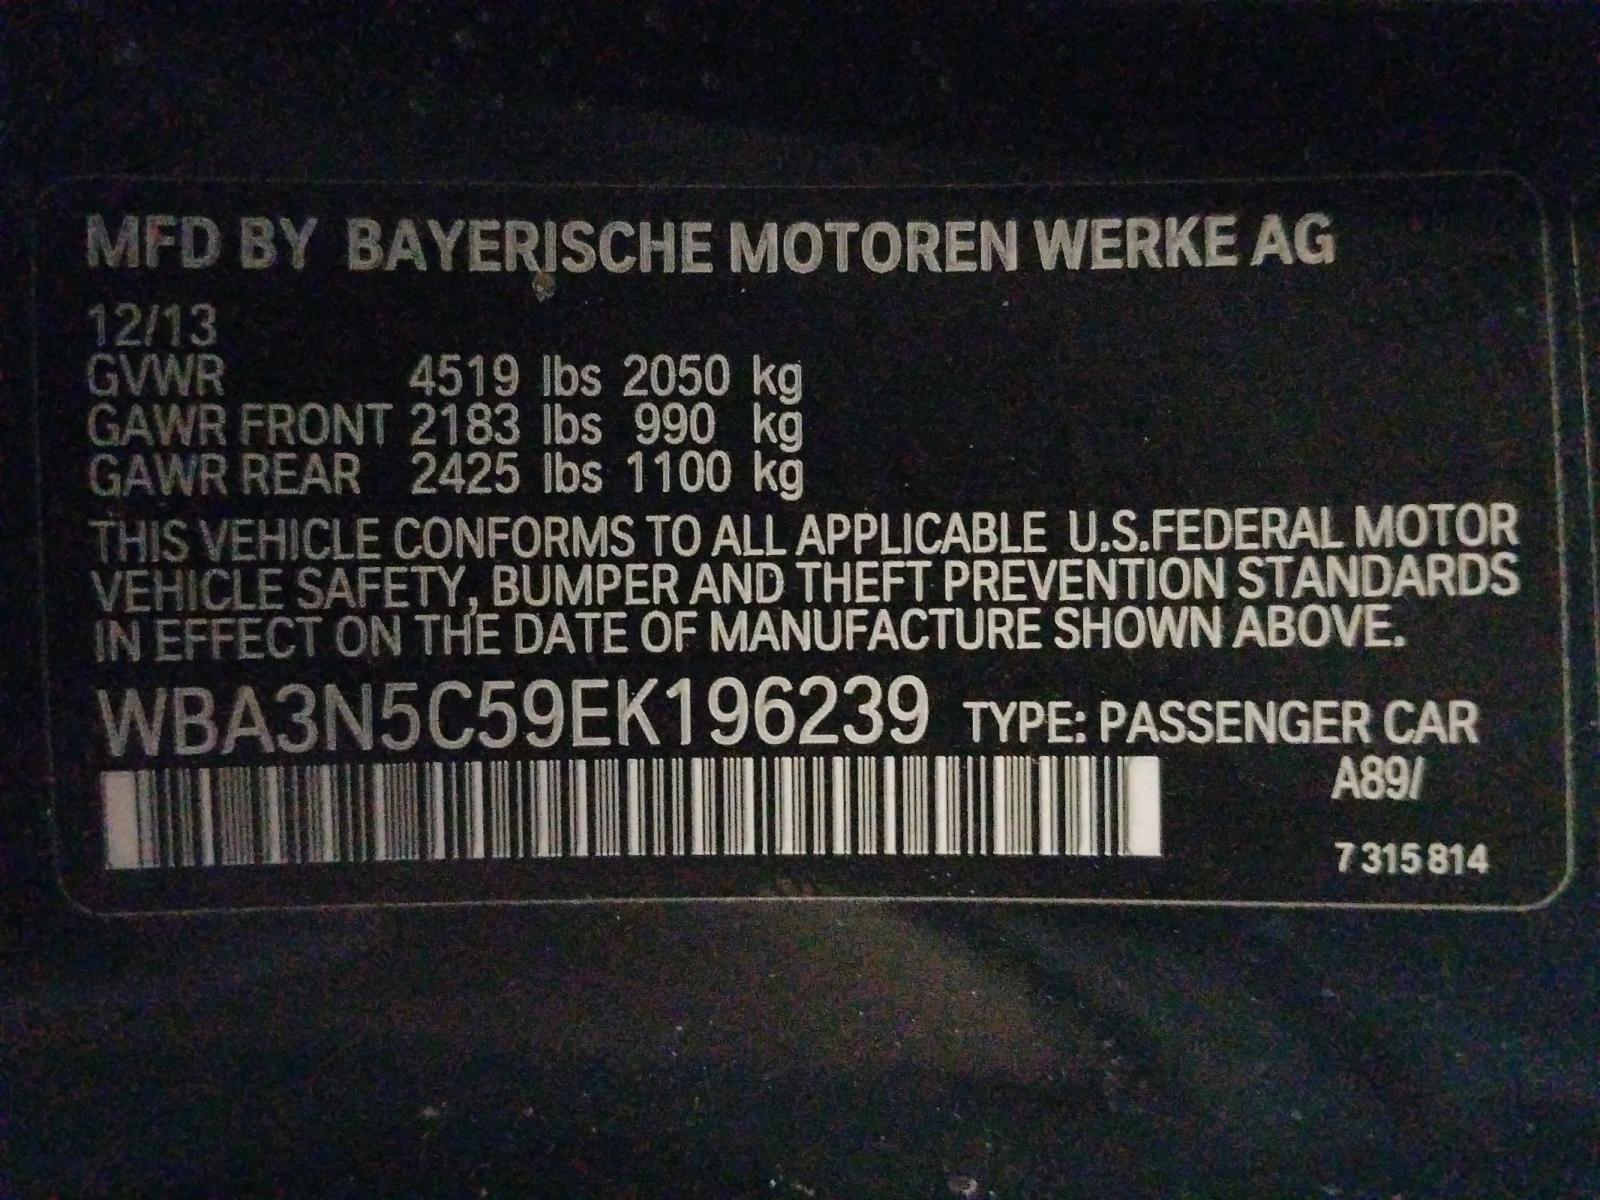 MFD BY BAYERISCHE MOTOREN WERKE AG
12/13
GVWR 4519 lbs 2050 kg
GAWR FRONT 2183 lbs 990 kg
GAWR REAR 2425 lbs 1100 kg
THIS VEHICLE CONFORMS TO ALL APPLICABLE U.S.FEDERAL MOTOR
VEHICLE SAFETY, BUMPER AND THEFT PREVENTION STANDARDS
IN EFFECT ON THE DATE OF MANUFACTURE SHOWN ABOVE.
WBA3N5C59EK196239 TYPE: PASSENGER CAR
A89/
7 315 814